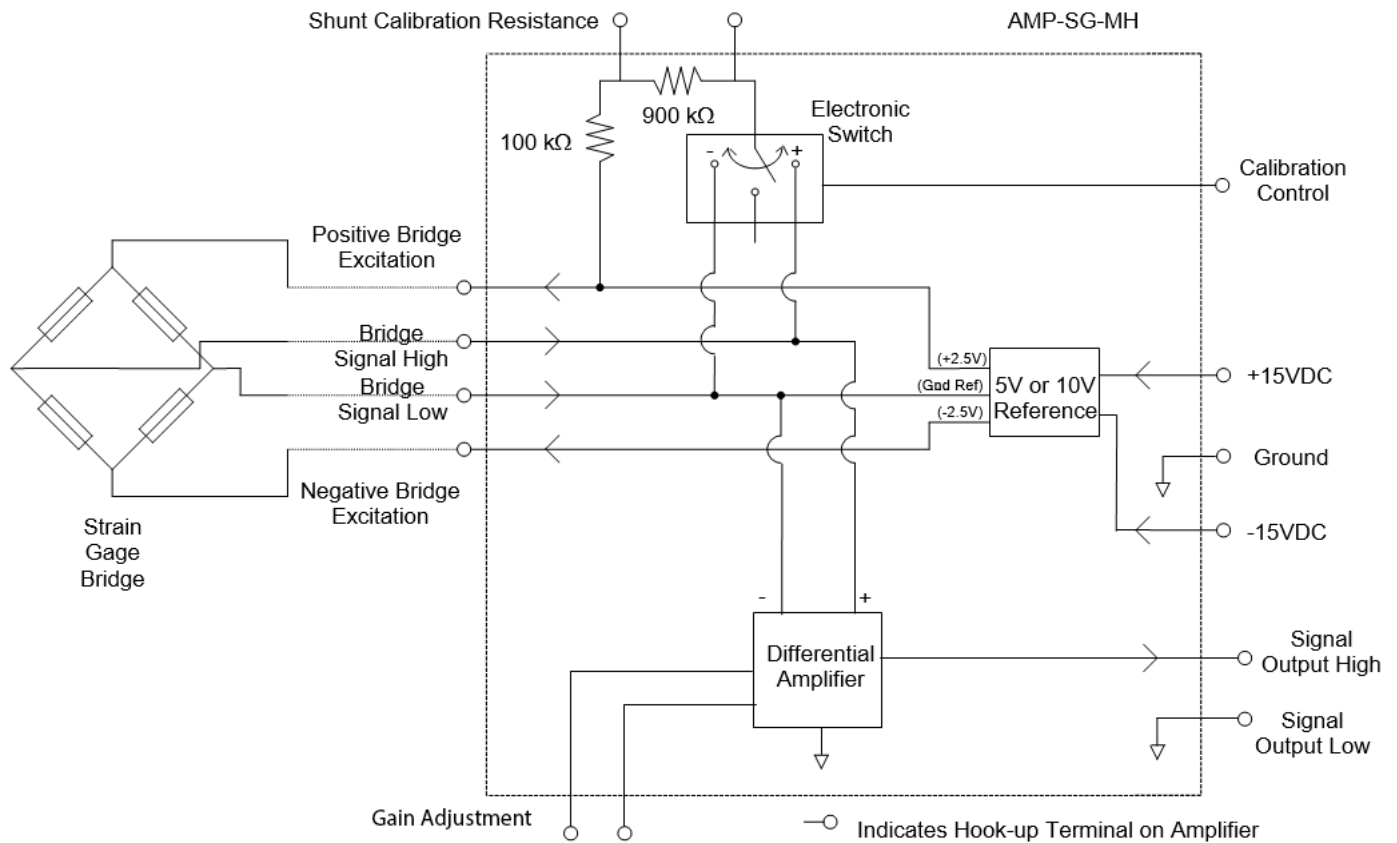 Shunt Calibration Resistance
AMP-SG-MH
900 kΩ
100 kΩ
Electronic
Switch
- +
Calibration
Control
Positive Bridge
Excitation
Bridge
Signal High
Bridge
Signal Low
Negative Bridge
Excitation
(+2.5V)
(Gnd Ref)
(-2.5V)
5V or 10V
Reference
+15VDC
Ground
-15VDC
Strain
Gage
Bridge
- +
Differential
Amplifier
Signal
Output High
Signal
Output Low
Gain Adjustment
Indicates Hook-up Terminal on Amplifier